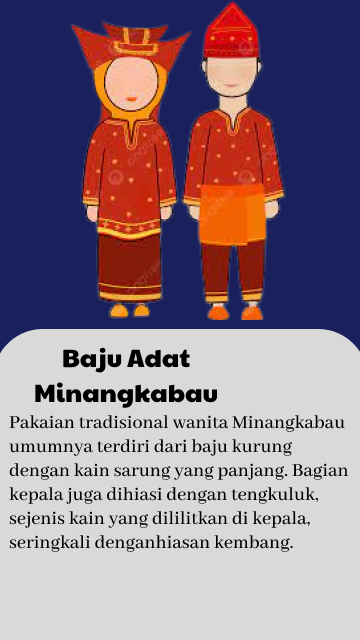 Baju Adat
Minangkabau
Pakaian tradisional wanita Minangkabau
umumnya terdiri dari baju kurung
dengan kain sarung yang panjang. Bagian
kepala juga dihiasi dengan tengkuluk,
sejenis kain yang dililitkan di kepala,
seringkali denganhiasan kembang.